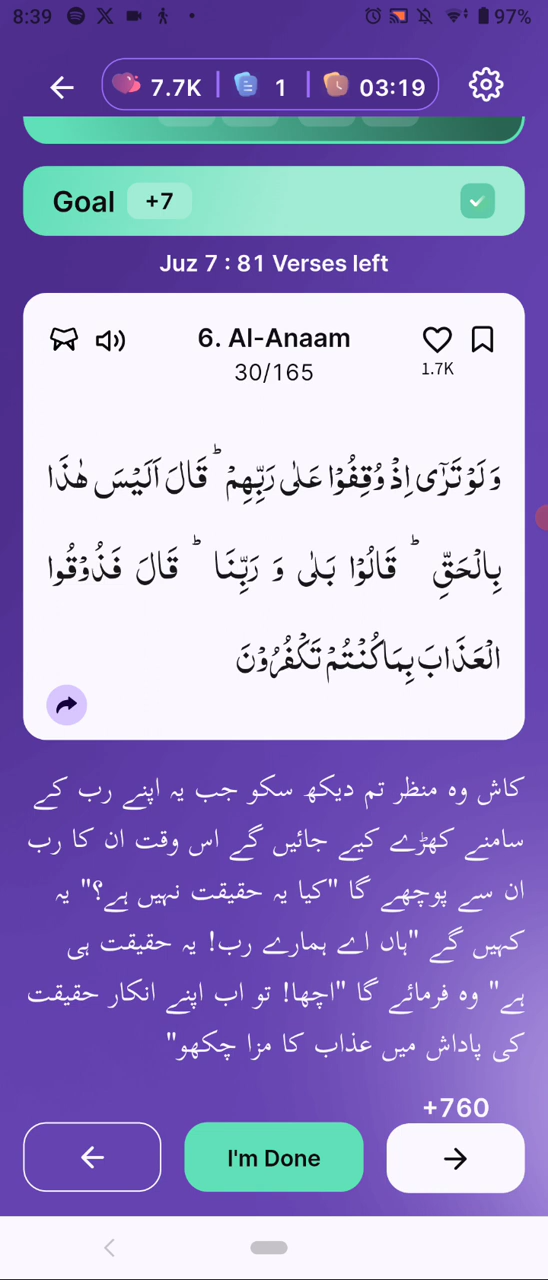 8:39
97%
7.7K
1
03:19
Goal +7
Juz 7 : 81 Verses left
6. Al-Anaam
30/165
1.7K
وَلَوْ تَرٰٓى اِذْ وُقِفُوْا عَلٰى رَبِّهِمْ ؕ قَالَ اَلَيْسَ هٰذَا
بِالْحَقِّ ؕ قَالُوْا بَلٰى وَ رَبِّنَا ؕ قَالَ فَذُوْقُوا
الْعَذَابَ بِمَا كُنْتُمْ تَكْفُرُوْنَ
کاش وہ منظر تم دیکھ سکو جب یہ اپنے رب کے
سامنے کھڑے کیے جائیں گے اس وقت ان کا رب
ان سے پوچھے گا "کیا یہ حقیقت نہیں ہے؟" یہ
کہیں گے "ہاں اے ہمارے رب! یہ حقیقت ہی
ہے" وہ فرمائے گا "اچھا! تو اب اپنے انکار حقیقت
کی پاداش میں عذاب کا مزا چکھو"
+760
I'm Done